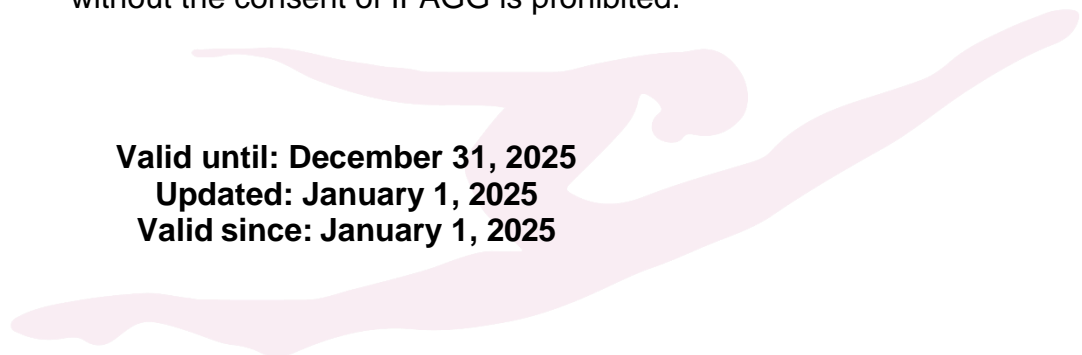 without the consent of IFAGG is prohibited.
Valid until: December 31, 2025
Updated: January 1, 2025
Valid since: January 1, 2025